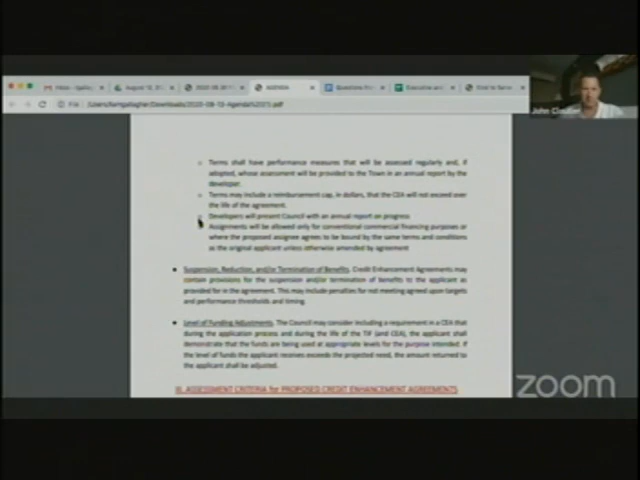 AGENDA
Terms shall have performance measures that will be assessed regularly and, if
adopted, whose assessment will be provided to the Town in an annual report by the
developer.
Terms may include a reimbursement cap, in dollars, that the CEA will not exceed over
the life of the agreement.
Developers will present Council with an annual report on progress
Assignments will be allowed only for conventional commercial financing purposes or
where the proposed assignee agrees to be bound by the same terms and conditions
as the original applicant unless otherwise amended by agreement
Suspension, Reduction, and/or Termination of Benefits. Credit Enhancement Agreements may
contain provisions for the suspension and/or termination of benefits to the applicant as
provided for in the agreement. This may include penalties for not meeting agreed upon targets
and performance thresholds and timing.
Level of Funding Adjustments. The Council may consider including a requirement in a CEA that
during the application process and during the life of the TIF (and CEA), the applicant shall
demonstrate that the funds are being used at appropriate levels for the purpose intended. If
the level of funds the applicant receives exceeds the projected need, the amount returned to
the applicant shall be adjusted.
III. ASSESSMENT CRITERIA for PROPOSED CREDIT ENHANCEMENT AGREEMENTS
John
zoom